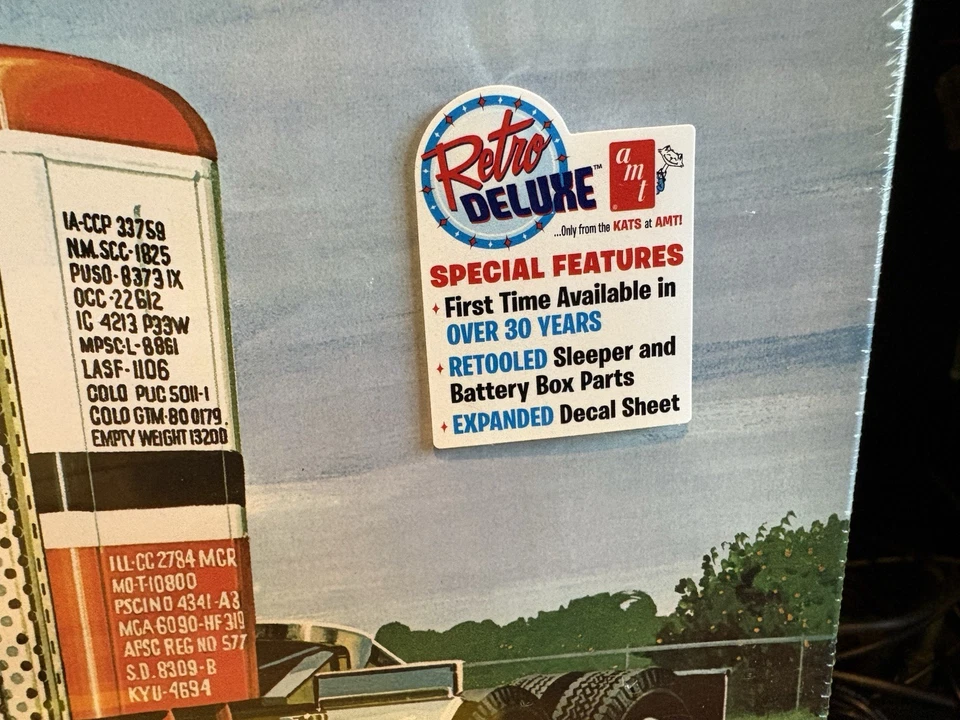 IA-CCP 33759
N.M.SCC-1825
PUSO-8373 IX
OCC-22612
IC 4213 P33W
MPSC-L-8861
LASF-1106
COLO PUC 5011-1
COLO GTM-80 0179.
EMPTY WEIGHT 13200
ILL-CC 2784 MCR
MO-T-10800
PSCIND 4341-A3
MCA 6090-HF 319
APSC REG NO 577
S.D. 8309-B
KYU-4694
Retro
DELUXE™
amt
®
...Only from the KATS at AMT!
SPECIAL FEATURES
First Time Available in
OVER 30 YEARS
RETOOLED Sleeper and
Battery Box Parts
EXPANDED Decal Sheet